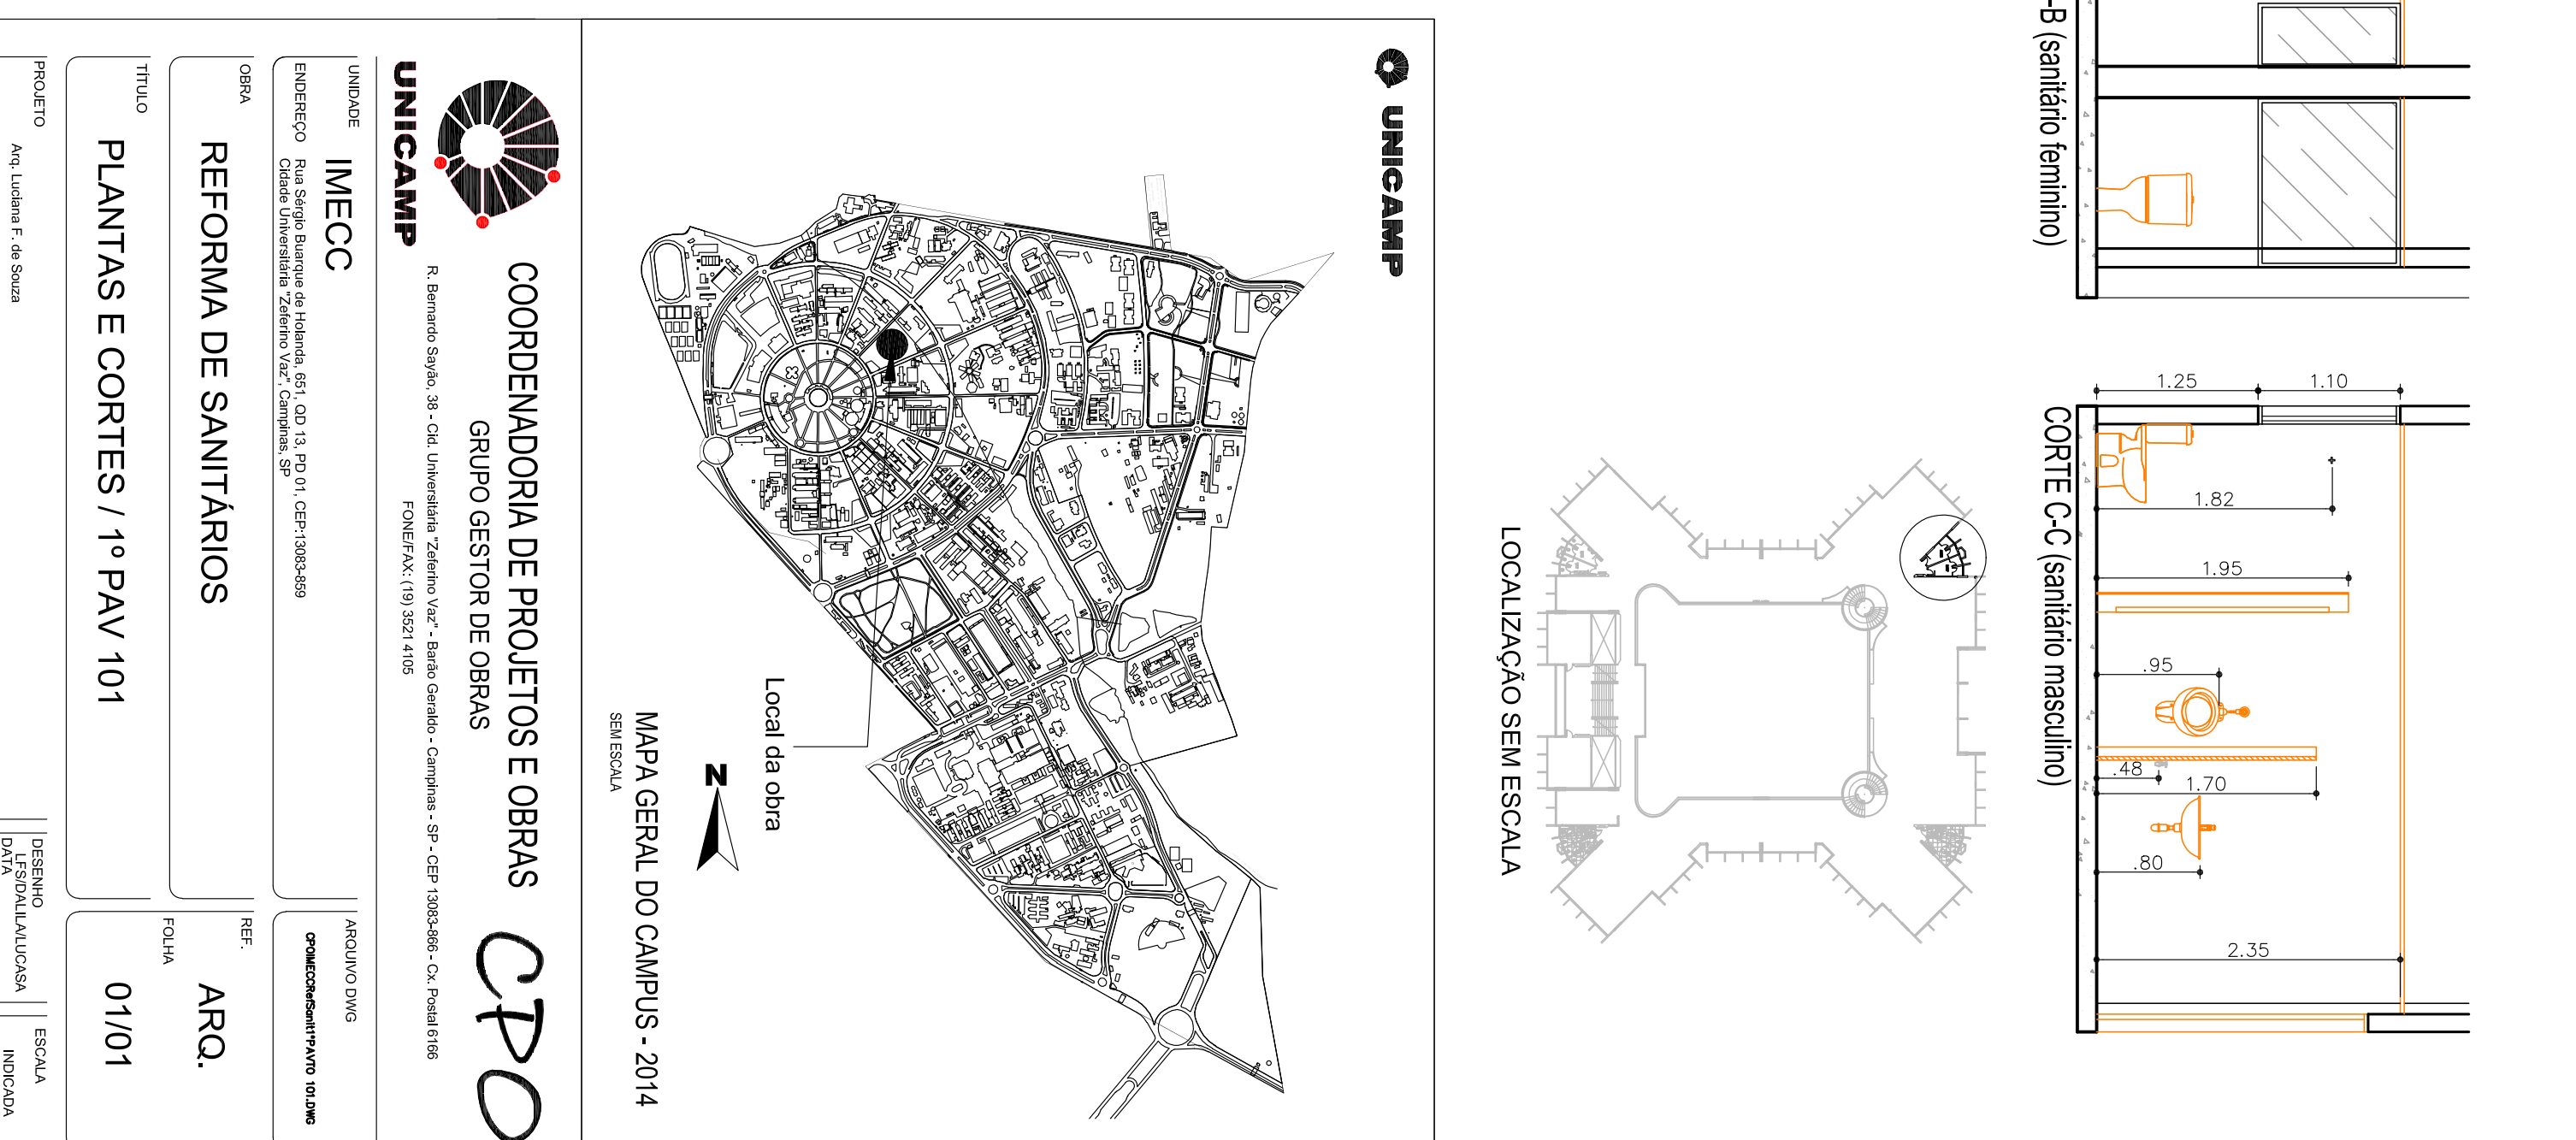 -B (sanitário feminino)
CORTE C-C (sanitário masculino)
1.25
1.10
1.82
1.95
.95
.48
1.70
.80
2.35
LOCALIZAÇÃO SEM ESCALA
UNICAMP
Local da obra
N
MAPA GERAL DO CAMPUS - 2014
SEM ESCALA
UNICAMP
COORDENADORIA DE PROJETOS E OBRAS
GRUPO GESTOR DE OBRAS
R. Bernardo Sayão, 38 - Cid. Universitária "Zeferino Vaz" - Barão Geraldo - Campinas - SP - CEP 13083-866 - Cx. Postal 6166
FONE/FAX: (19) 3521 4105
CPO
UNIDADE
IMECC
ENDEREÇO
Rua Sérgio Buarque de Holanda, 651, QD 13, PD 01, CEP:13083-859
Cidade Universitária "Zeferino Vaz", Campinas, SP
ARQUIVO DWG
CPOIMECCRefSanit1ºPAVTO 101.DWG
OBRA
REFORMA DE SANITÁRIOS
REF.
ARQ.
TÍTULO
PLANTAS E CORTES / 1º PAV 101
FOLHA
01/01
PROJETO
Arq. Luciana F. de Souza
DESENHO
LFS/DALILA/LUCASA
DATA
ESCALA
INDICADA